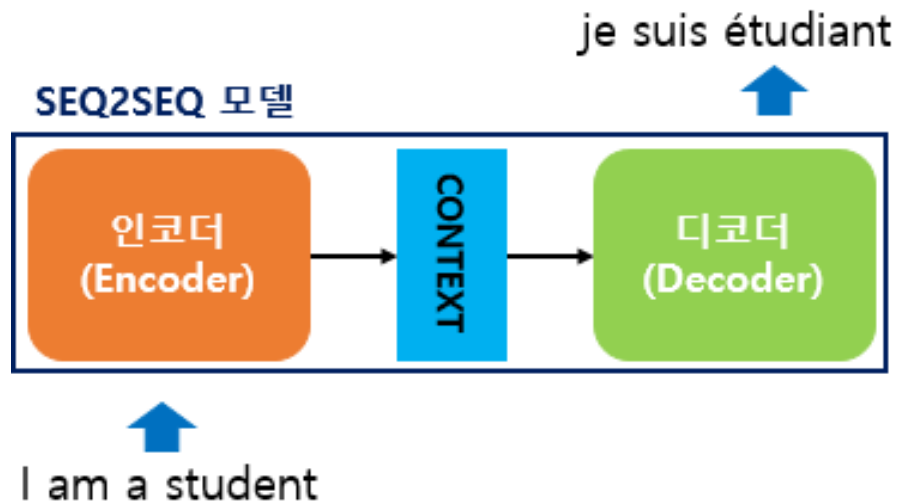 je suis étudiant
SEQ2SEQ 모델
인코더
(Encoder)
CONTEXT
디코더
(Decoder)
I am a student